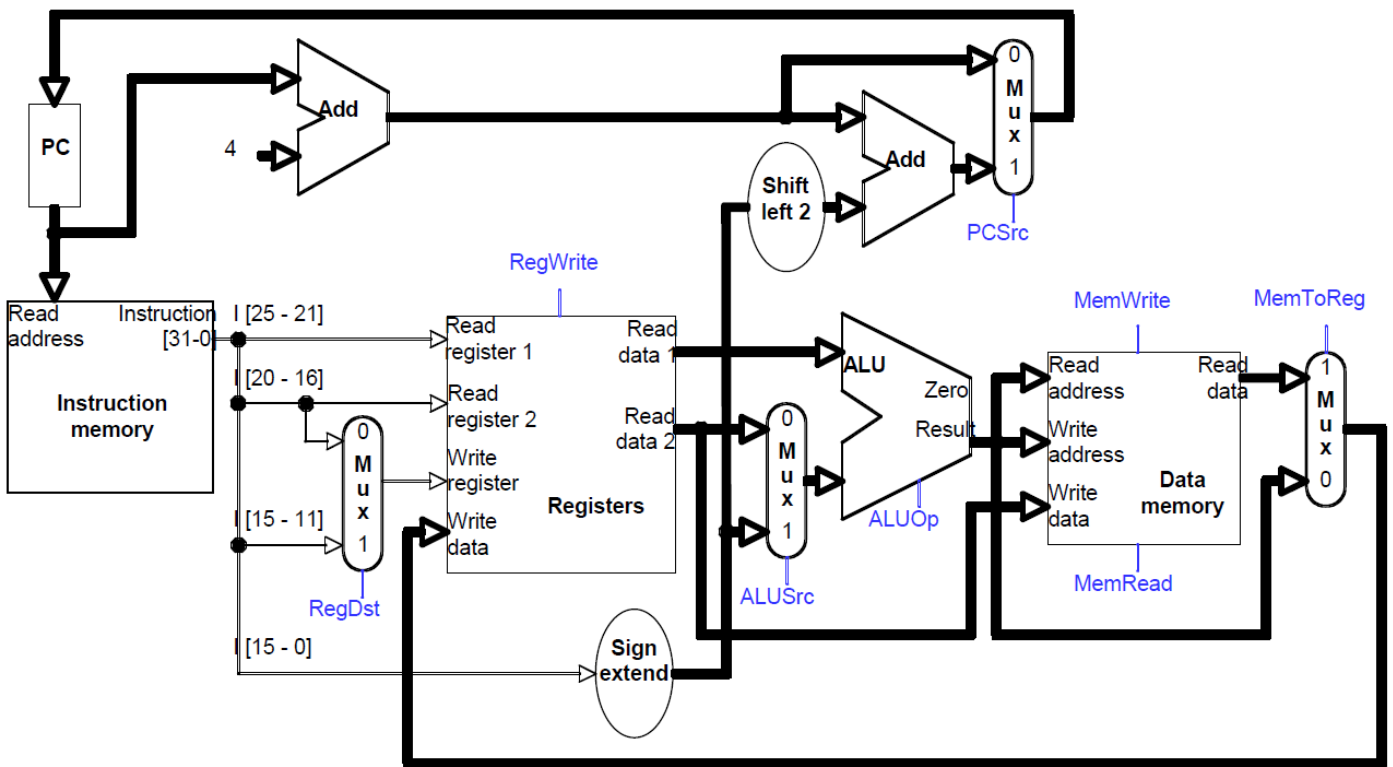 PC
4
Add
Shift
left 2
Add
0
M
u
x
1
PCSrc
Read
address
Instruction
[31-0]
Instruction
memory
I [25 - 21]
I [20 - 16]
I [15 - 11]
I [15 - 0]
0
M
u
x
1
RegDst
RegWrite
Read
register 1
Read
register 2
Write
register
Write
data
Read
data 1
Read
data 2
Registers
Sign
extend
0
M
u
x
1
ALUSrc
ALU
Zero
Result
ALUOp
MemWrite
Read
address
Write
address
Write
data
Read
data
Data
memory
MemRead
MemToReg
1
M
u
x
0